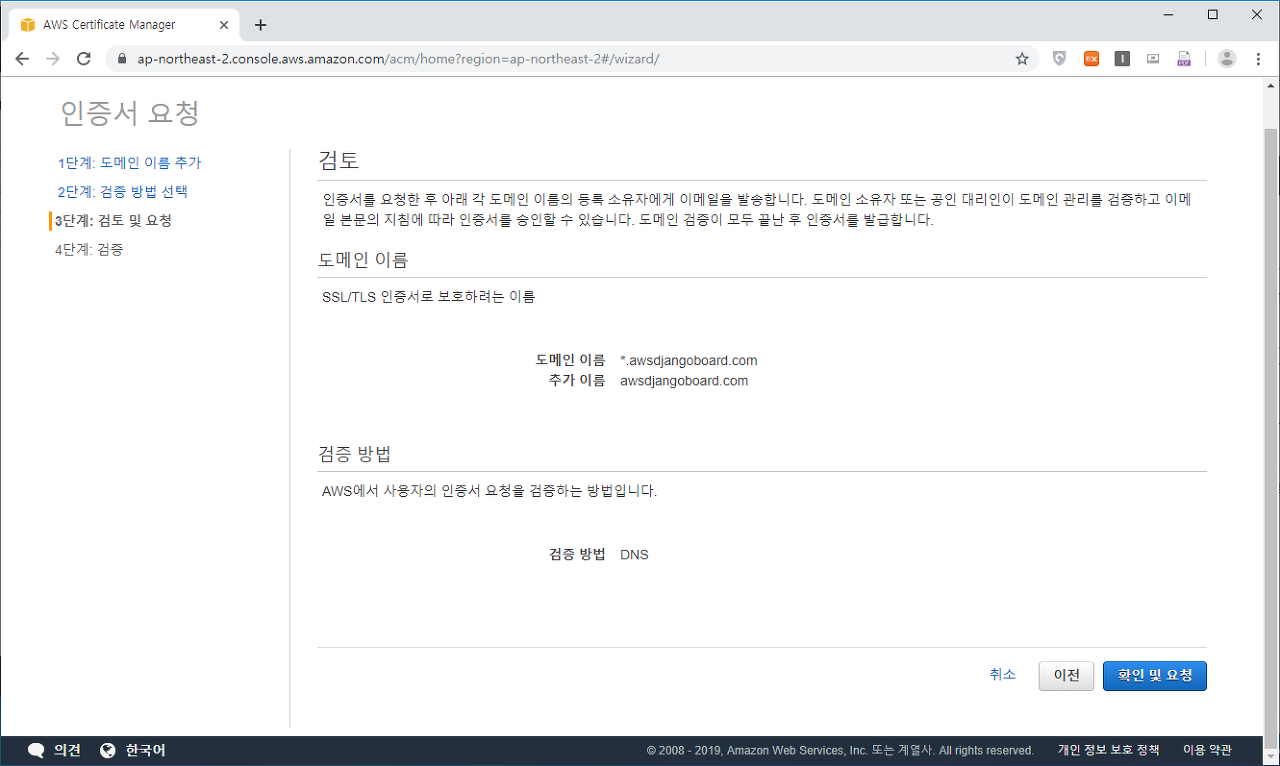 AWS Certificate Manager
ap-northeast-2.console.aws.amazon.com/acm/home?region=ap-northeast-2#/wizard/
인증서 요청
1단계: 도메인 이름 추가
2단계: 검증 방법 선택
3단계: 검토 및 요청
4단계: 검증
검토
인증서를 요청한 후 아래 각 도메인 이름의 등록 소유자에게 이메일을 발송합니다. 도메인 소유자 또는 공인 대리인이 도메인 관리를 검증하고 이메
일 본문의 지침에 따라 인증서를 승인할 수 있습니다. 도메인 검증이 모두 끝난 후 인증서를 발급합니다.
도메인 이름
SSL/TLS 인증서로 보호하려는 이름
도메인 이름 *.awsdjangoboard.com
추가 이름 awsdjangoboard.com
검증 방법
AWS에서 사용자의 인증서 요청을 검증하는 방법입니다.
검증 방법 DNS
취소 이전 확인 및 요청
의견 한국어 © 2008 - 2019, Amazon Web Services, Inc. 또는 계열사. All rights reserved. 개인 정보 보호 정책 이용 약관